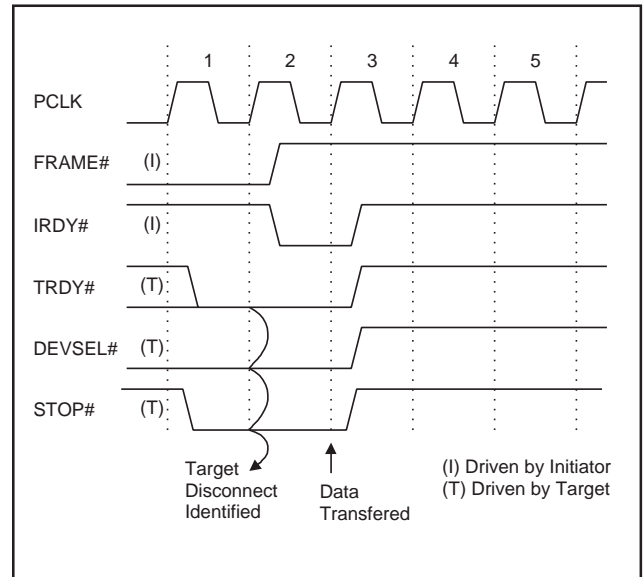 1 2 3 4 5
PCLK
FRAME# (I)
IRDY# (I)
TRDY# (T)
DEVSEL# (T)
STOP# (T)
Target
Disconnect
Identified
Data
Transfered
(I) Driven by Initiator
(T) Driven by Target